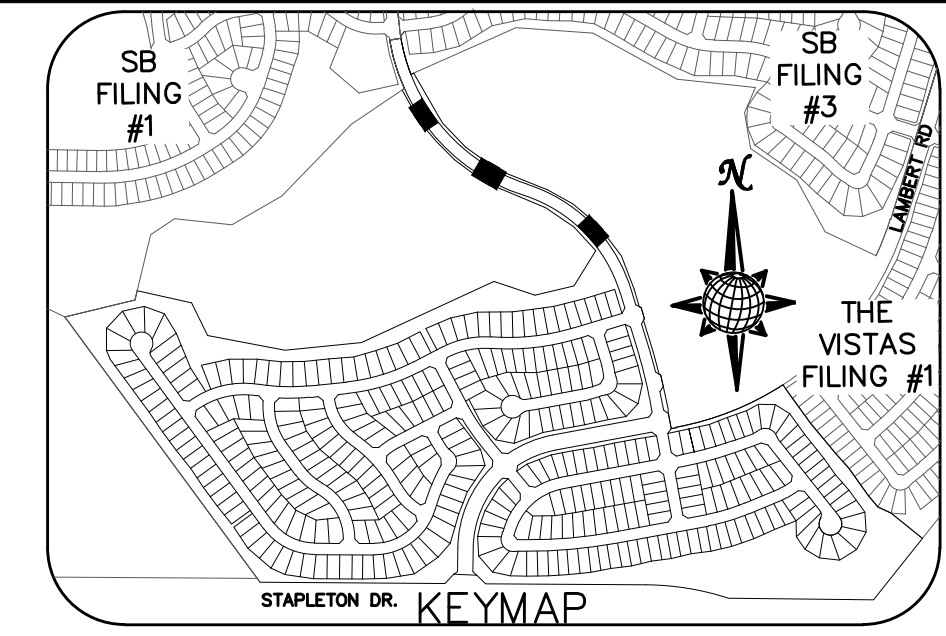 SB
FILING
#1
SB
FILING
#3
LAMBERT RD
N
THE
VISTAS
FILING #1
STAPLETON DR.
KEYMAP